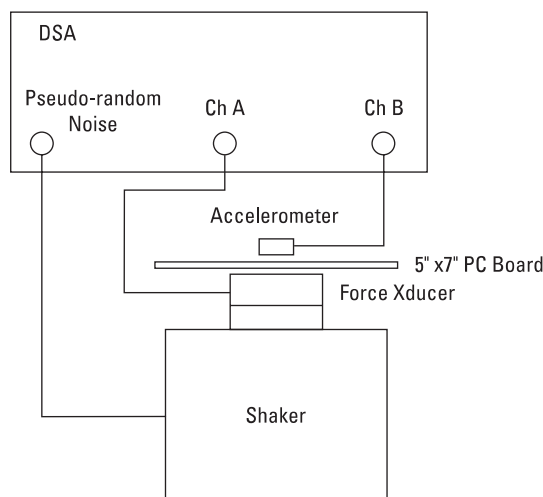 DSA
Pseudo-random
Noise
Ch A
Ch B
Accelerometer
5" x7" PC Board
Force Xducer
Shaker